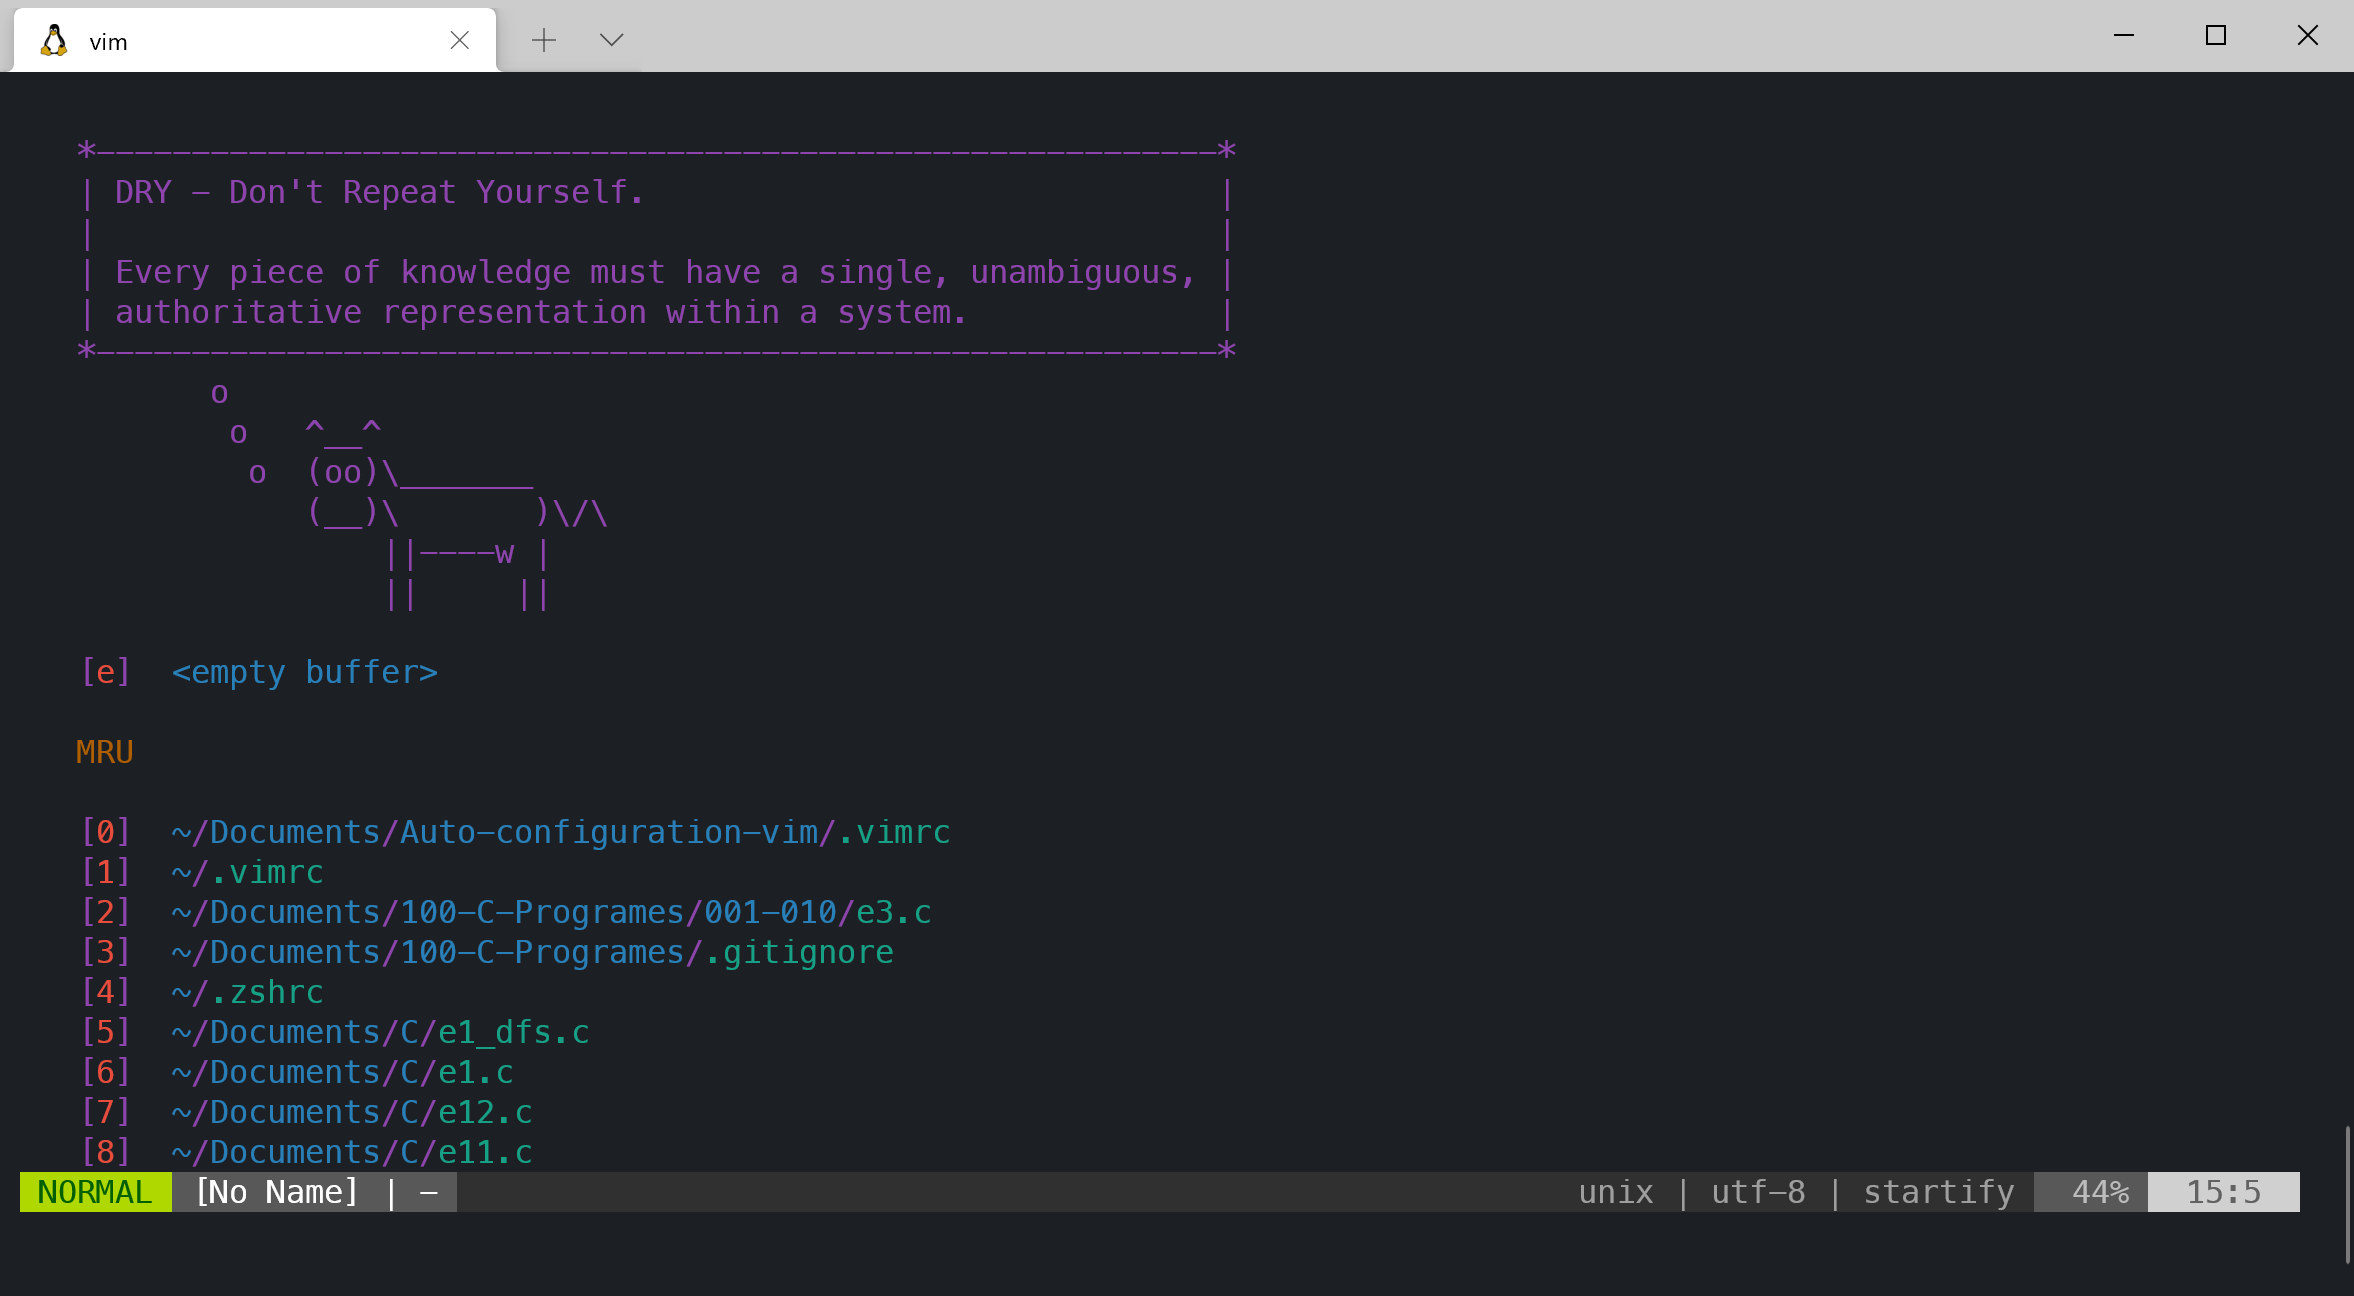 vim
*-----------------------------------------------------------*
| DRY - Don't Repeat Yourself.                              |
|                                                           |
| Every piece of knowledge must have a single, unambiguous, |
| authoritative representation within a system.             |
*-----------------------------------------------------------*
       o
        o   ^__^
         o  (oo)\_______
            (__)\       )\/\
                ||----w |
                ||     ||
[e]  <empty buffer>
MRU
[0]  ~/Documents/Auto-configuration-vim/.vimrc
[1]  ~/.vimrc
[2]  ~/Documents/100-C-Programes/001-010/e3.c
[3]  ~/Documents/100-C-Programes/.gitignore
[4]  ~/.zshrc
[5]  ~/Documents/C/e1_dfs.c
[6]  ~/Documents/C/e1.c
[7]  ~/Documents/C/e12.c
[8]  ~/Documents/C/e11.c
NORMAL  [No Name] | -  unix | utf-8 | startify  44%  15:5